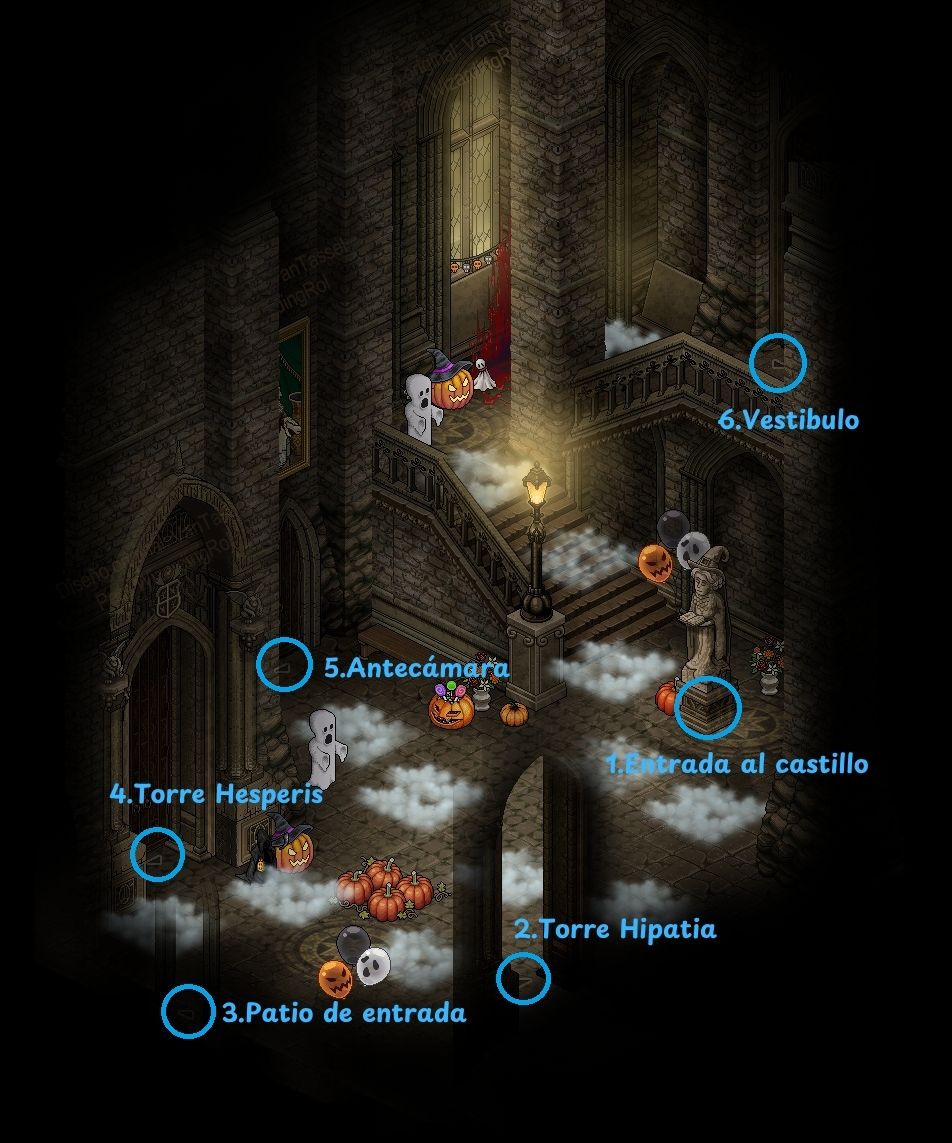 6.Vestibulo
5.Antecámara
1.Entrada al castillo
4.Torre Hesperis
2.Torre Hipatia
3.Patio de entrada